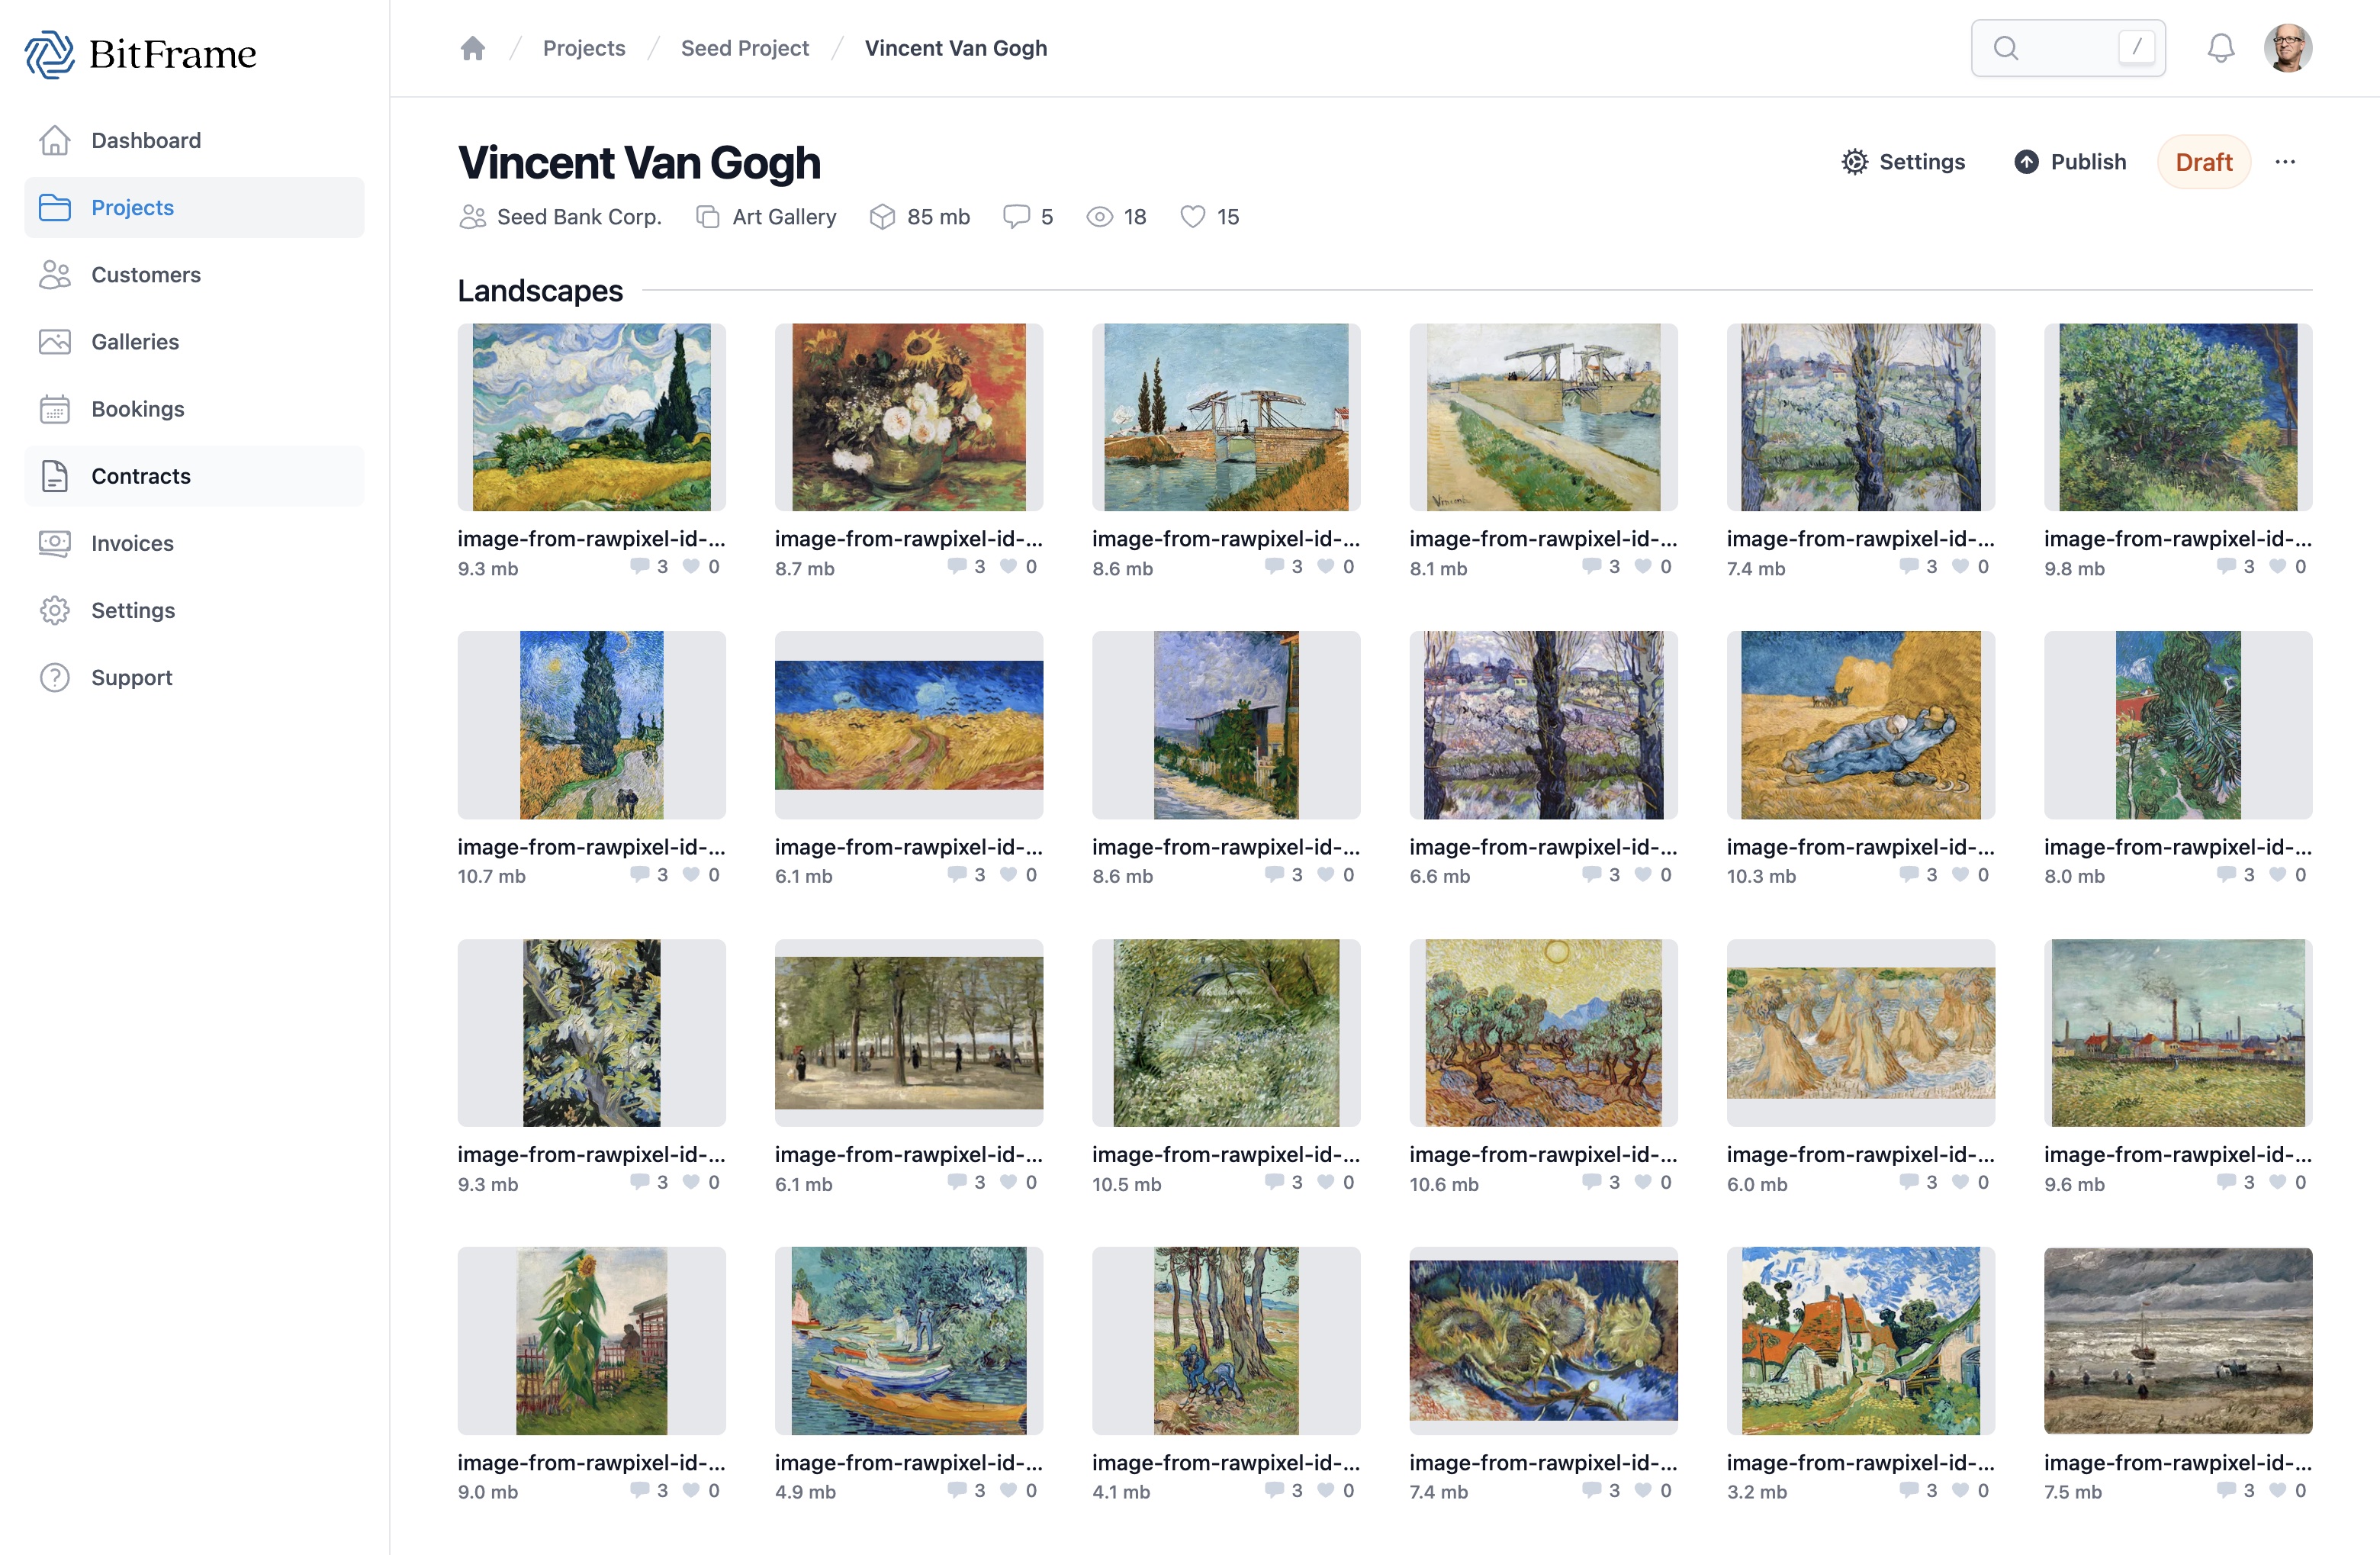 BitFrame
Projects / Seed Project / Vincent Van Gogh
/
Dashboard
Projects
Customers
Galleries
Bookings
Contracts
Invoices
Settings
Support
Vincent Van Gogh
Settings Publish Draft ...
Seed Bank Corp. Art Gallery 85 mb 5 18 15
Landscapes
image-from-rawpixel-id-... image-from-rawpixel-id-... image-from-rawpixel-id-... image-from-rawpixel-id-... image-from-rawpixel-id-... image-from-rawpixel-id-...
9.3 mb 3 0 8.7 mb 3 0 8.6 mb 3 0 8.1 mb 3 0 7.4 mb 3 0 9.8 mb 3 0
image-from-rawpixel-id-... image-from-rawpixel-id-... image-from-rawpixel-id-... image-from-rawpixel-id-... image-from-rawpixel-id-... image-from-rawpixel-id-...
10.7 mb 3 0 6.1 mb 3 0 8.6 mb 3 0 6.6 mb 3 0 10.3 mb 3 0 8.0 mb 3 0
image-from-rawpixel-id-... image-from-rawpixel-id-... image-from-rawpixel-id-... image-from-rawpixel-id-... image-from-rawpixel-id-... image-from-rawpixel-id-...
9.3 mb 3 0 6.1 mb 3 0 10.5 mb 3 0 10.6 mb 3 0 6.0 mb 3 0 9.6 mb 3 0
image-from-rawpixel-id-... image-from-rawpixel-id-... image-from-rawpixel-id-... image-from-rawpixel-id-... image-from-rawpixel-id-... image-from-rawpixel-id-...
9.0 mb 3 0 4.9 mb 3 0 4.1 mb 3 0 7.4 mb 3 0 3.2 mb 3 0 7.5 mb 3 0